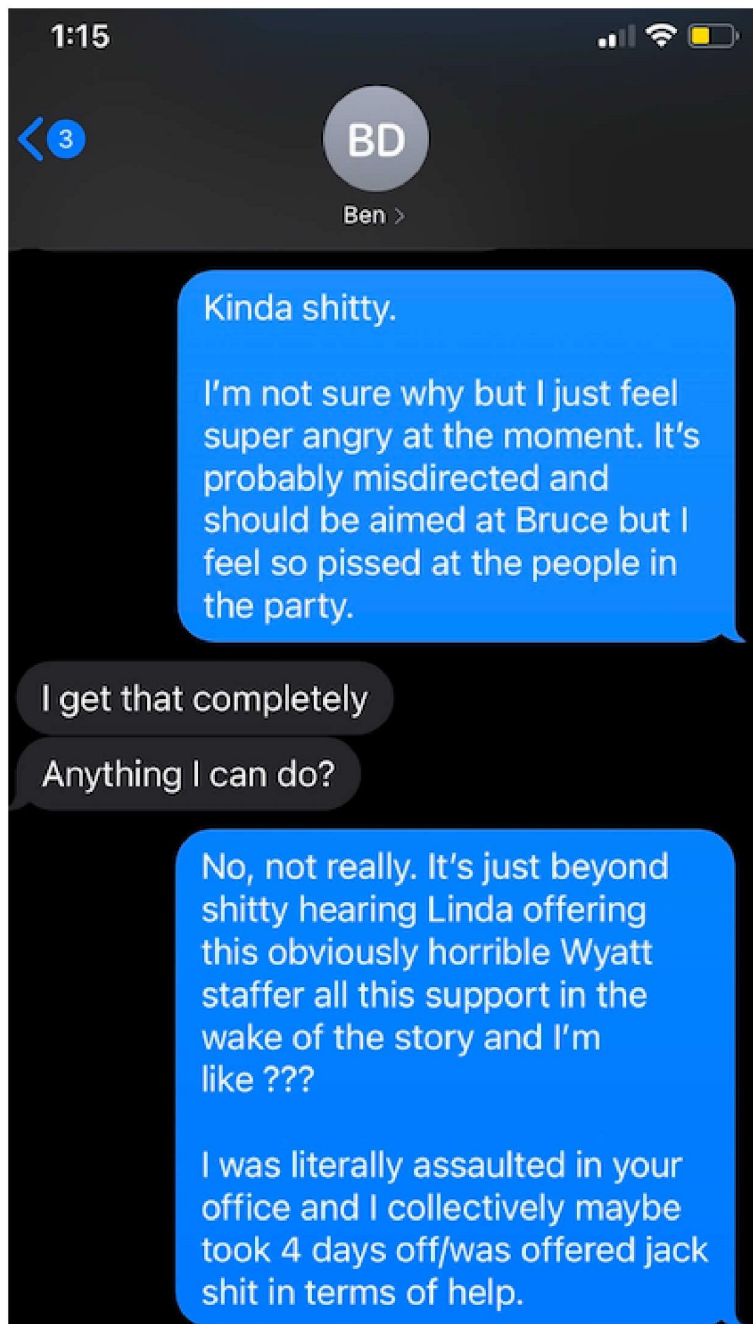 1:15
3
BD
Ben >
Kinda shitty.
I'm not sure why but I just feel
super angry at the moment. It's
probably misdirected and
should be aimed at Bruce but I
feel so pissed at the people in
the party.
I get that completely
Anything I can do?
No, not really. It's just beyond
shitty hearing Linda offering
this obviously horrible Wyatt
staffer all this support in the
wake of the story and I'm
like ???
I was literally assaulted in your
office and I collectively maybe
took 4 days off/was offered jack
shit in terms of help.